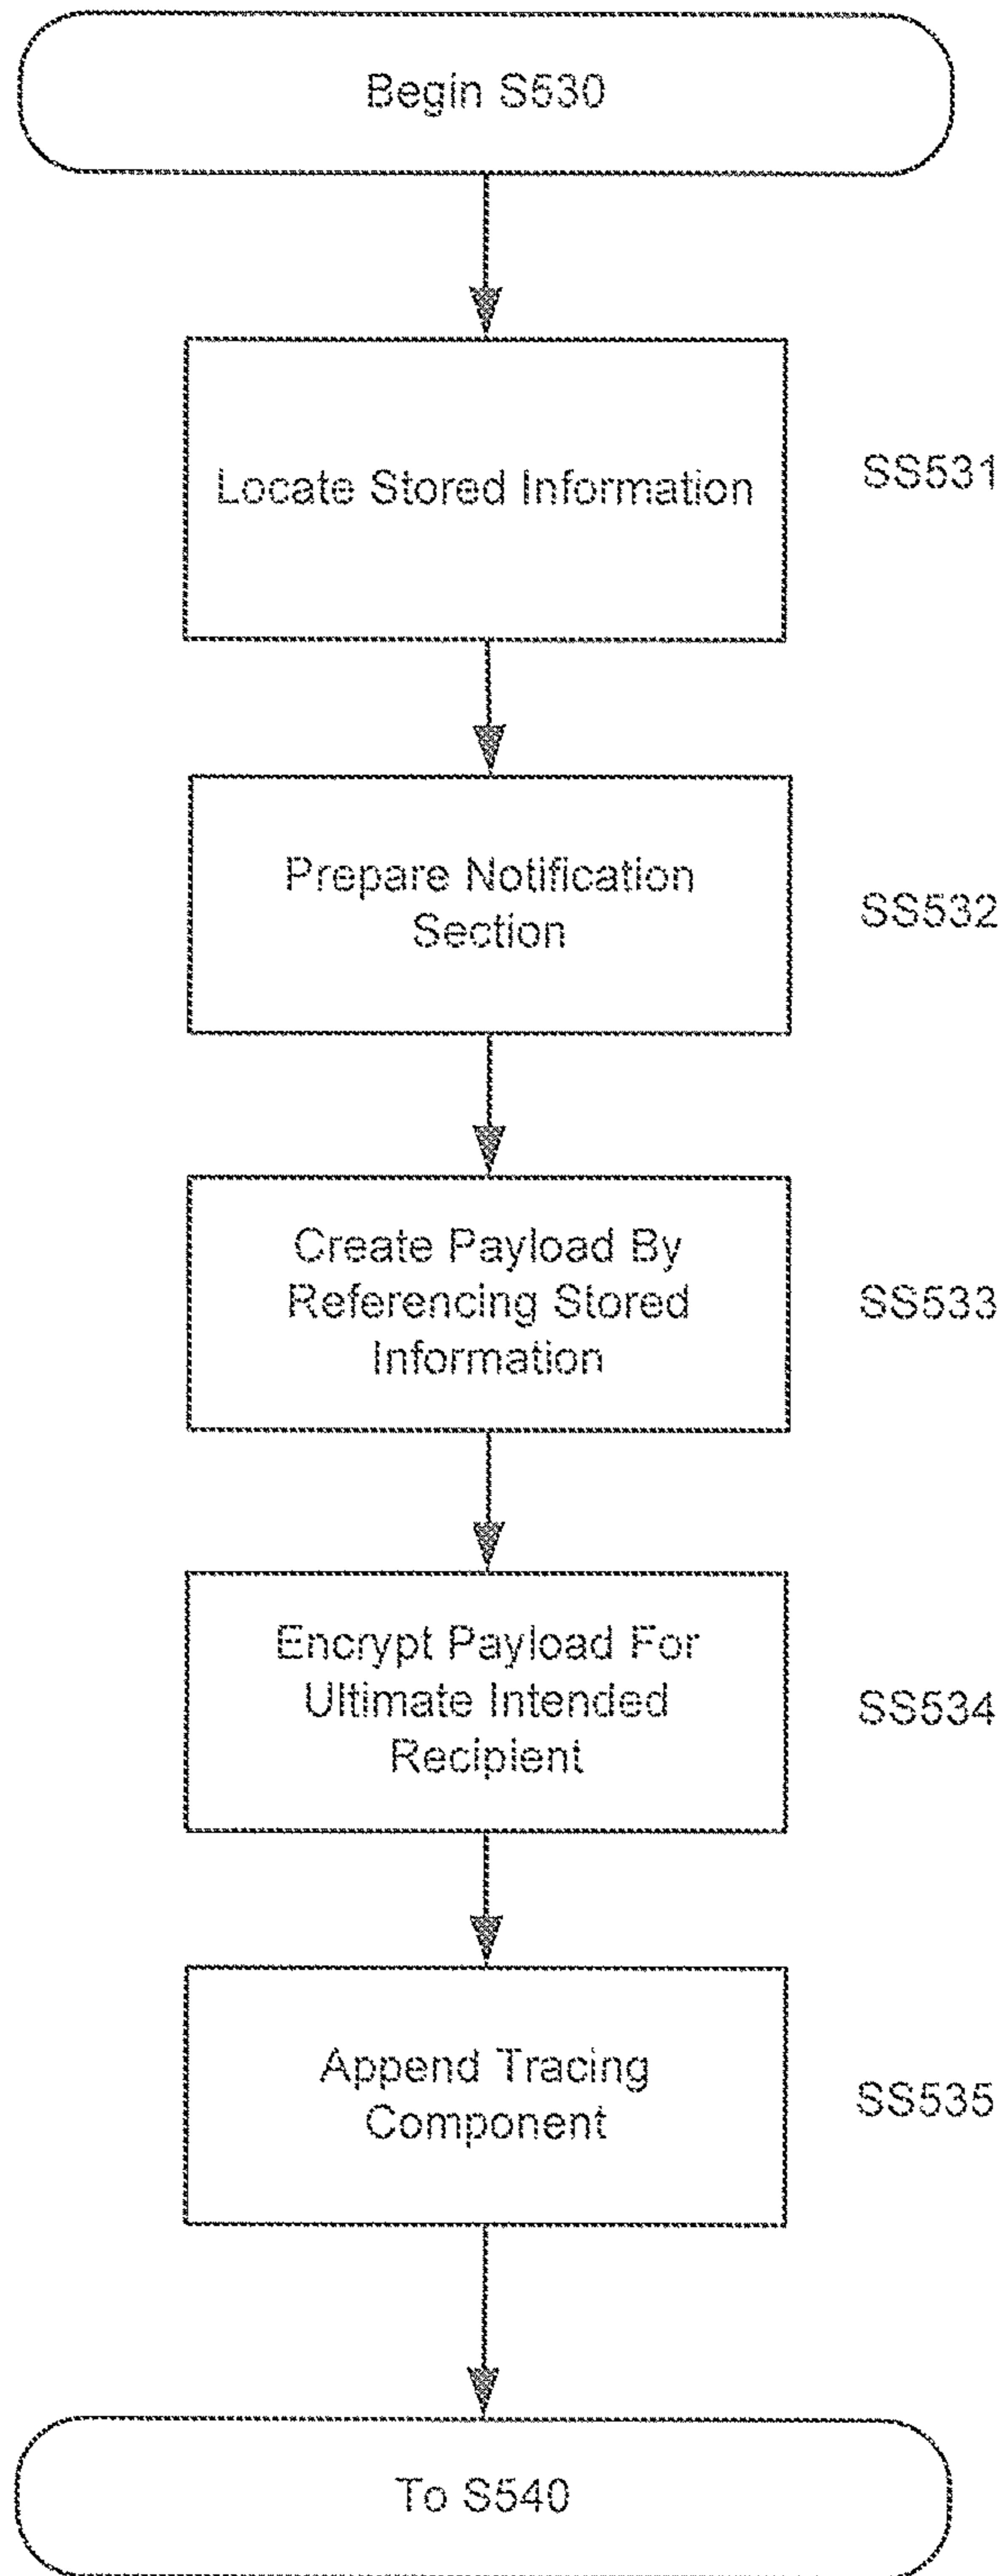 Begin S530
Locate Stored Information
SS531
Prepare Notification
Section
SS532
Create Payload By
Referencing Stored
Information
SS533
Encrypt Payload For
Ultimate Intended
Recipient
SS534
Append Tracing
Component
SS535
To S540